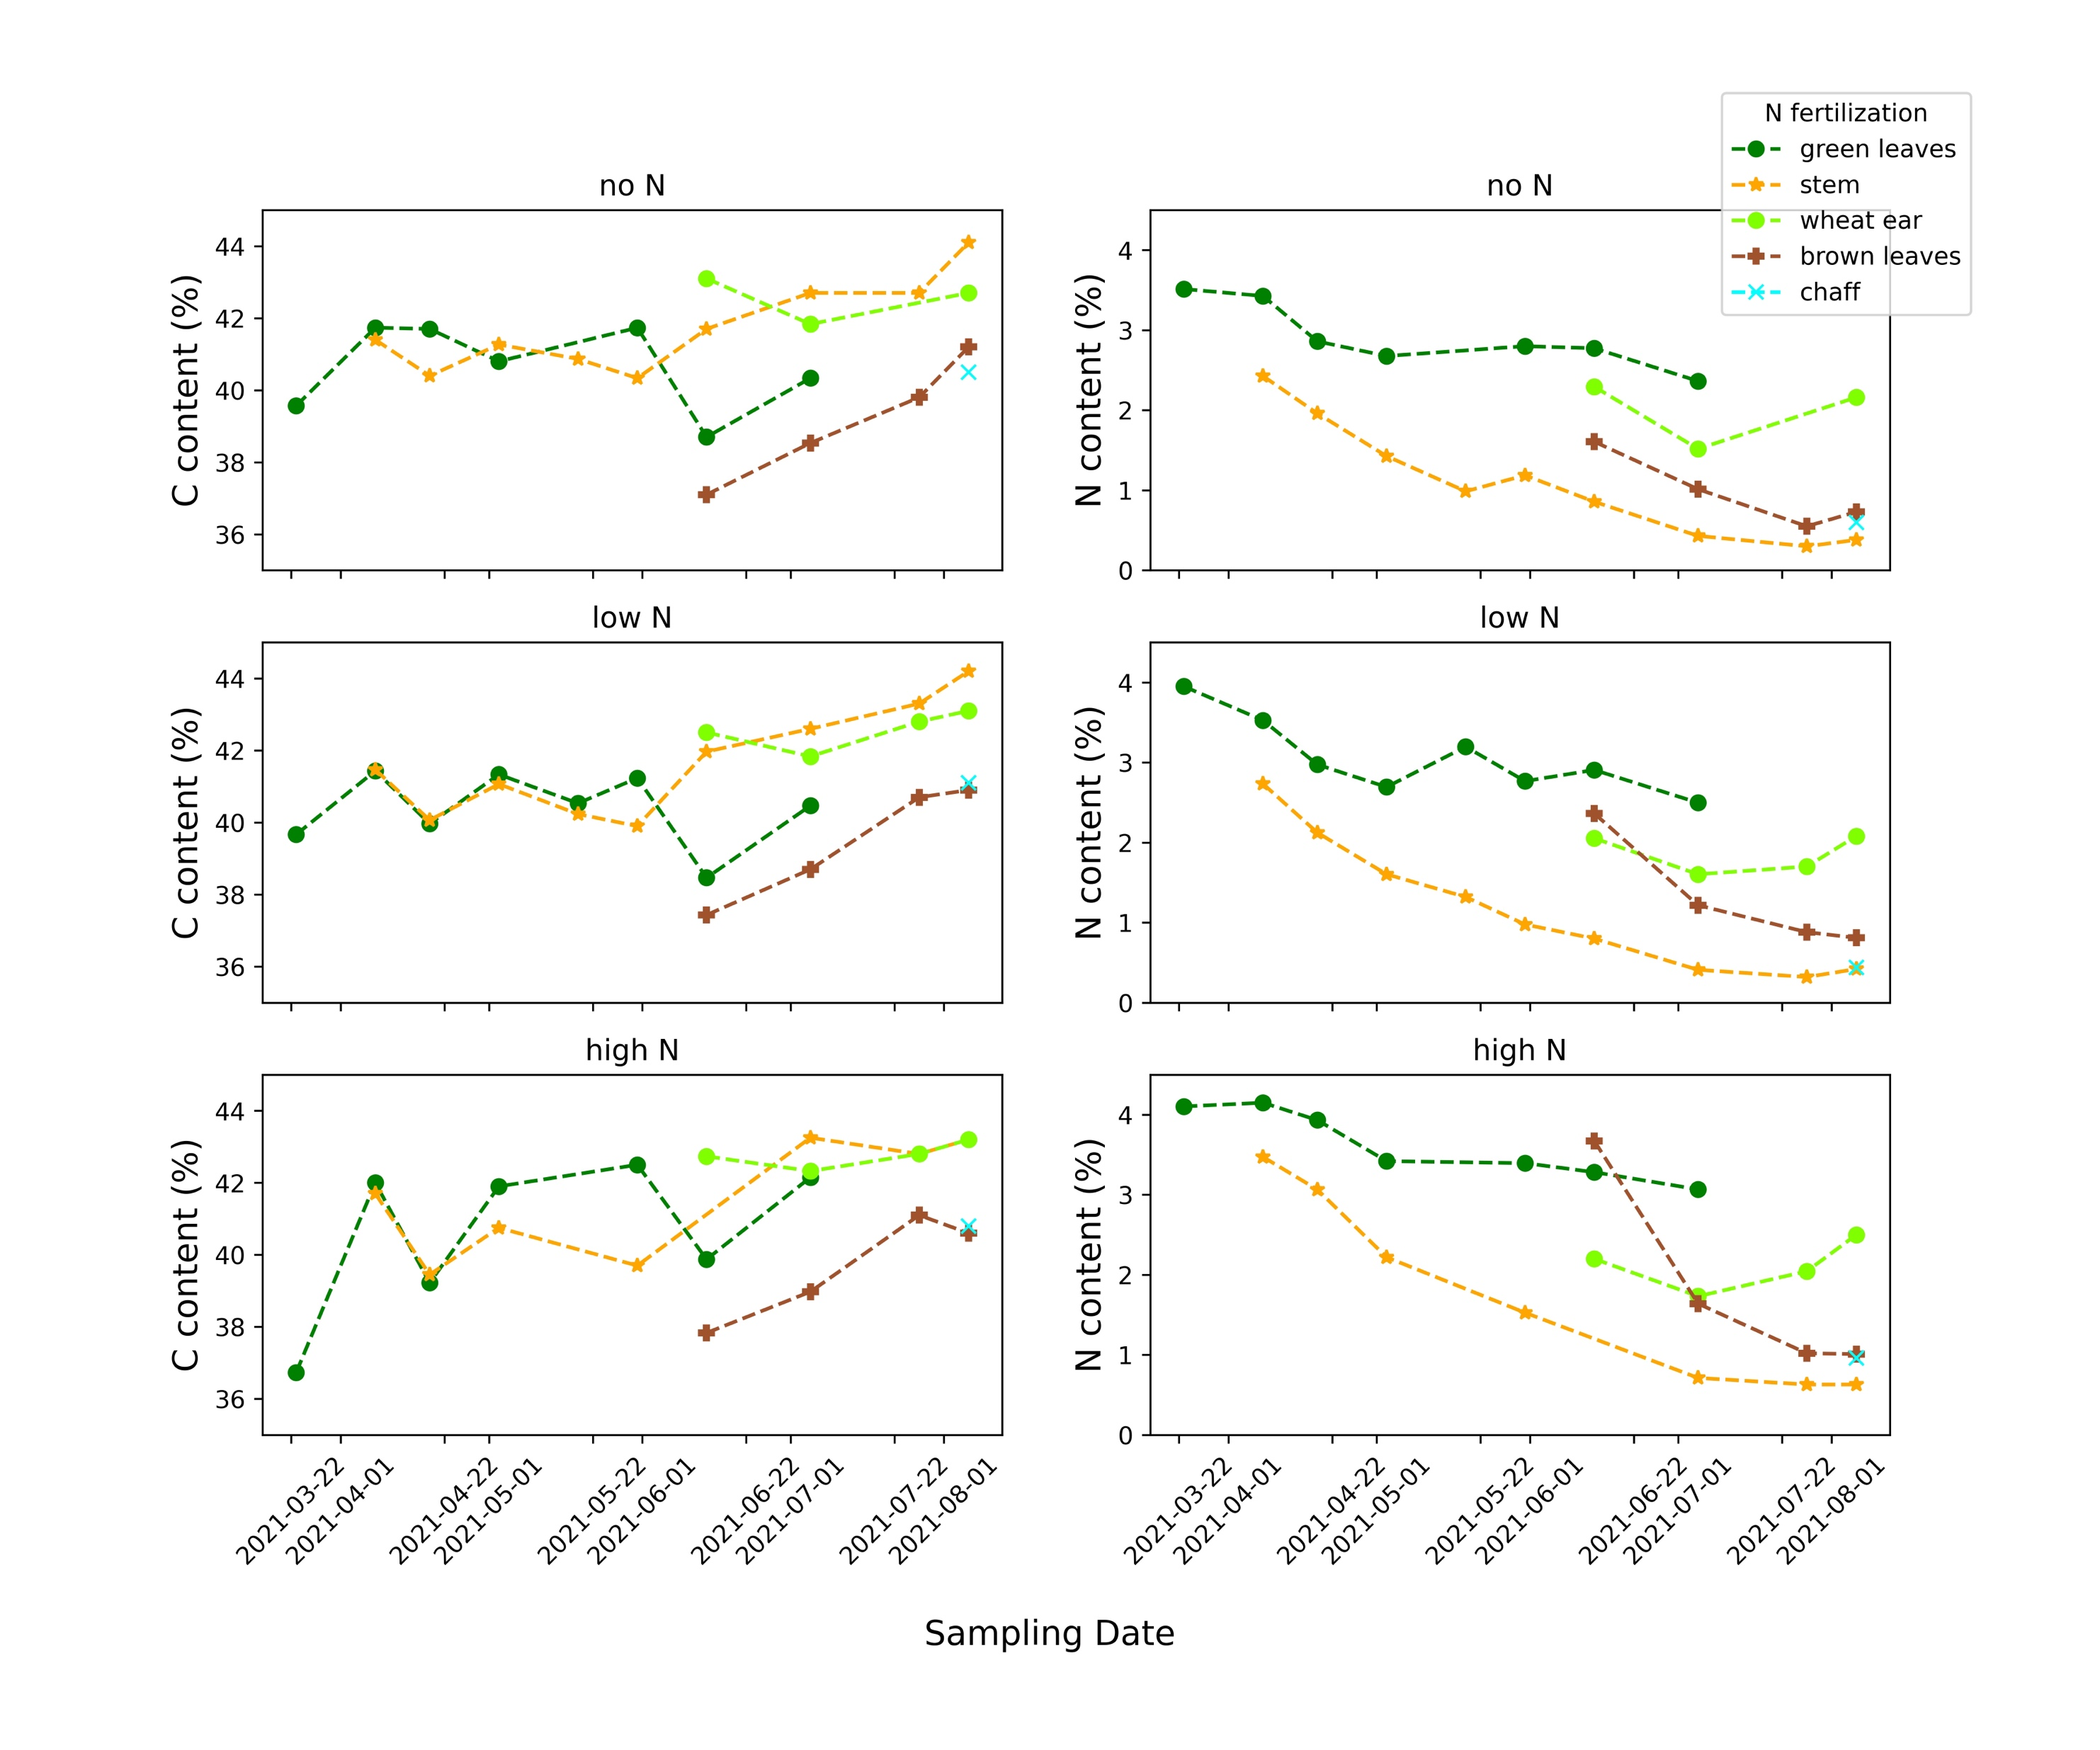 N fertilization
green leaves
stem
wheat ear
brown leaves
chaff
no N
C content (%)
44
42
40
38
36
no N
N content (%)
4
3
2
1
0
low N
C content (%)
44
42
40
38
36
low N
N content (%)
4
3
2
1
0
high N
C content (%)
44
42
40
38
36
2021-03-22
2021-04-01
2021-04-22
2021-05-01
2021-05-22
2021-06-01
2021-06-22
2021-07-01
2021-07-22
2021-08-01
high N
N content (%)
4
3
2
1
0
2021-03-22
2021-04-01
2021-04-22
2021-05-01
2021-05-22
2021-06-01
2021-06-22
2021-07-01
2021-07-22
2021-08-01
Sampling Date